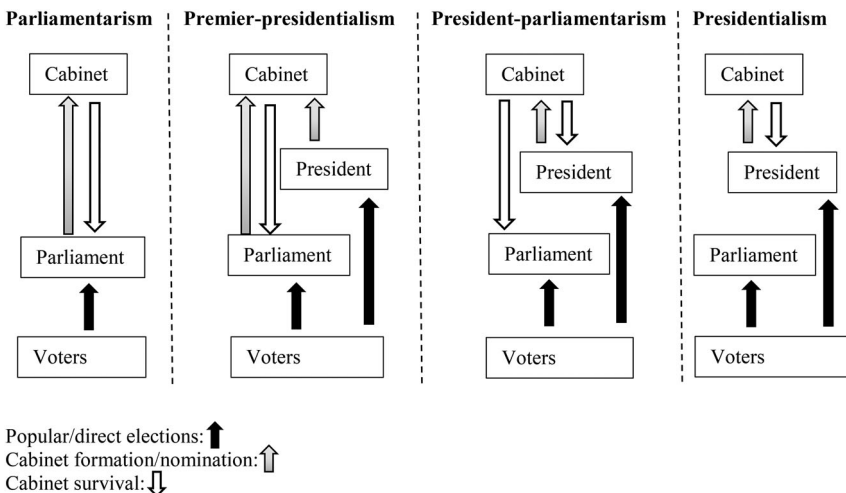 Parliamentarism Premier-presidentialism President-parliamentarism Presidentialism
Cabinet Cabinet Cabinet Cabinet
President President President
Parliament Parliament Parliament Parliament
Voters Voters Voters Voters
Popular/direct elections:
Cabinet formation/nomination:
Cabinet survival: